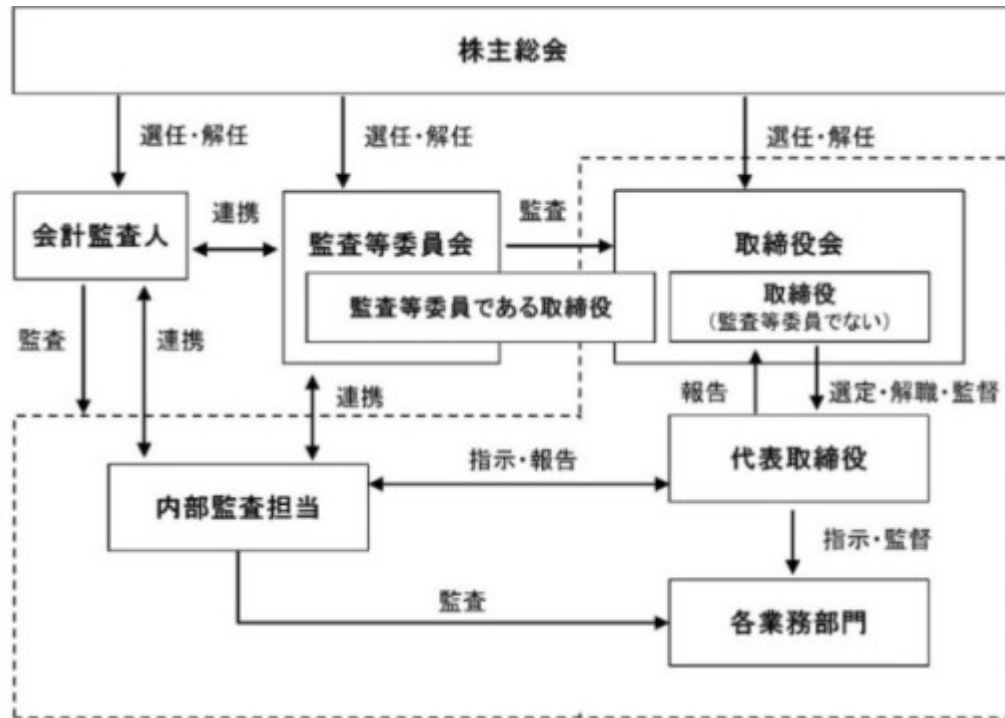 株主総会
選任・解任
選任・解任
選任・解任
会計監査人
連携
監査等委員会
監査
取締役会
監査等委員である取締役
取締役
（監査等委員でない）
監査
連携
連携
報告
選定・解職・監督
指示・報告
代表取締役
内部監査担当
指示・監督
監査
各業務部門